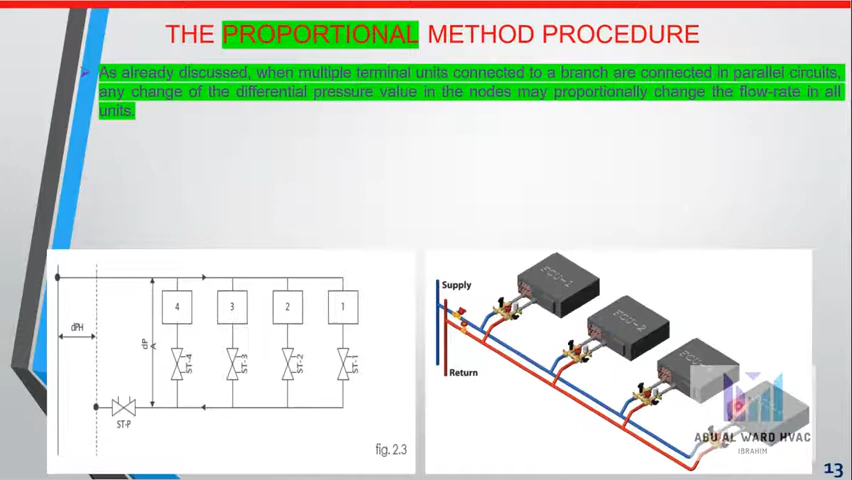 THE PROPORTIONAL METHOD PROCEDURE
As already discussed, when multiple terminal units connected to a branch are connected in parallel circuits,
any change of the differential pressure value in the nodes may proportionally change the flow-rate in all
units.
dPH
dP
A
4
3
2
1
ST-4
ST-3
ST-2
ST-1
ST-P
fig. 2.3
Supply
Return
FCU-1
FCU-2
ABU AL WARD HVAC
IBRAHIM
13